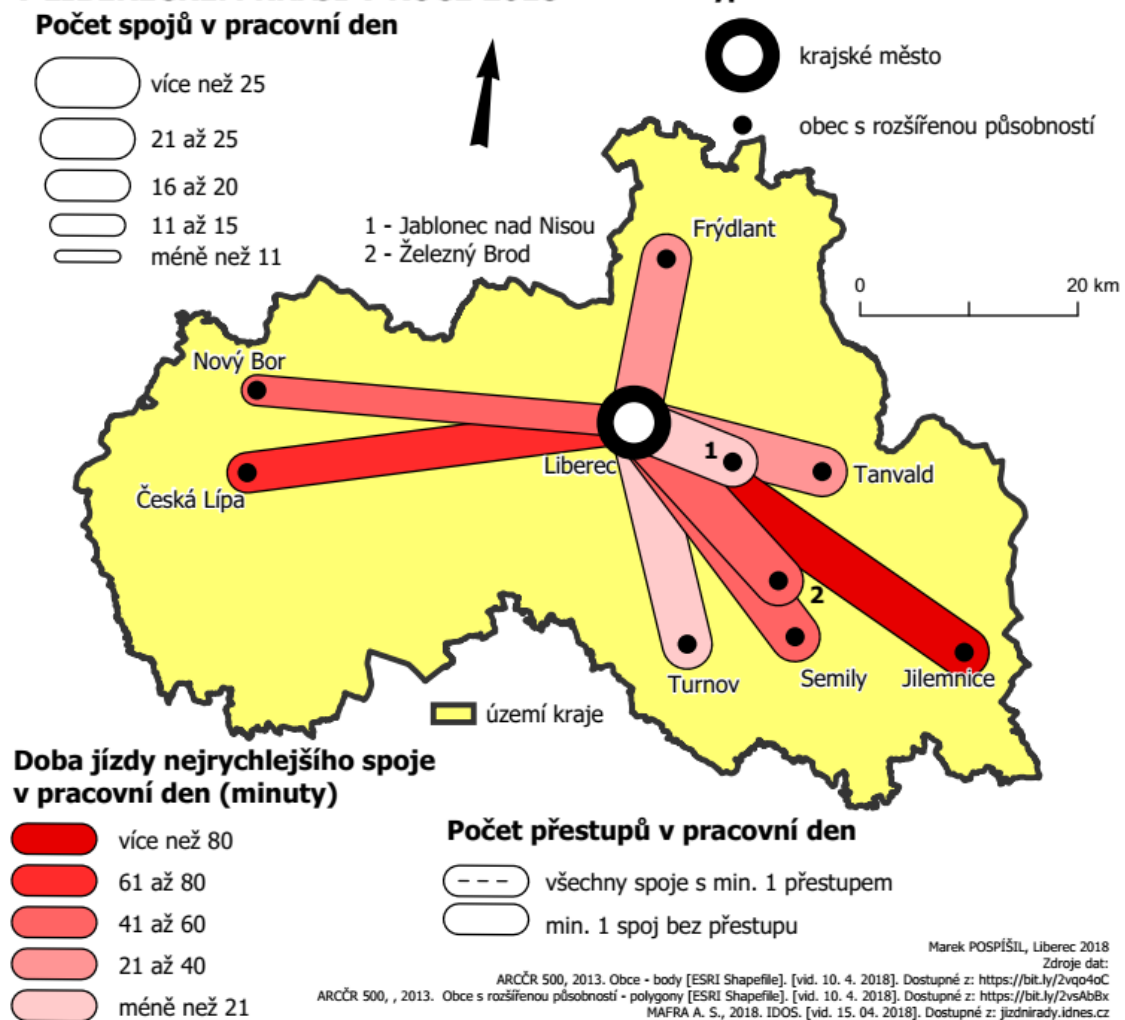 Počet spojů v pracovní den
více než 25
21 až 25
16 až 20
11 až 15
méně než 11
krajské město
obec s rozšířenou působností
1 - Jablonec nad Nisou
2 - Železný Brod
0 20 km
Frýdlant
Nový Bor
Česká Lípa
Liberec
1
Tanvald
2
Turnov
Semily
Jilemnice
území kraje
Doba jízdy nejrychlejšího spoje
v pracovní den (minuty)
více než 80
61 až 80
41 až 60
21 až 40
méně než 21
Počet přestupů v pracovní den
všechny spoje s min. 1 přestupem
min. 1 spoj bez přestupu
Marek POSPÍŠIL, Liberec 2018
Zdroje dat:
ARCČR 500, 2013. Obce - body [ESRI Shapefile]. [vid. 10. 4. 2018]. Dostupné z: https://bit.ly/2vqo4oC
ARCČR 500, , 2013. Obce s rozšířenou působností - polygony [ESRI Shapefile]. [vid. 10. 4. 2018]. Dostupné z: https://bit.ly/2vsAbBx
MAFRA A. S., 2018. IDOS. [vid. 15. 04. 2018]. Dostupné z: jizdnirady.idnes.cz